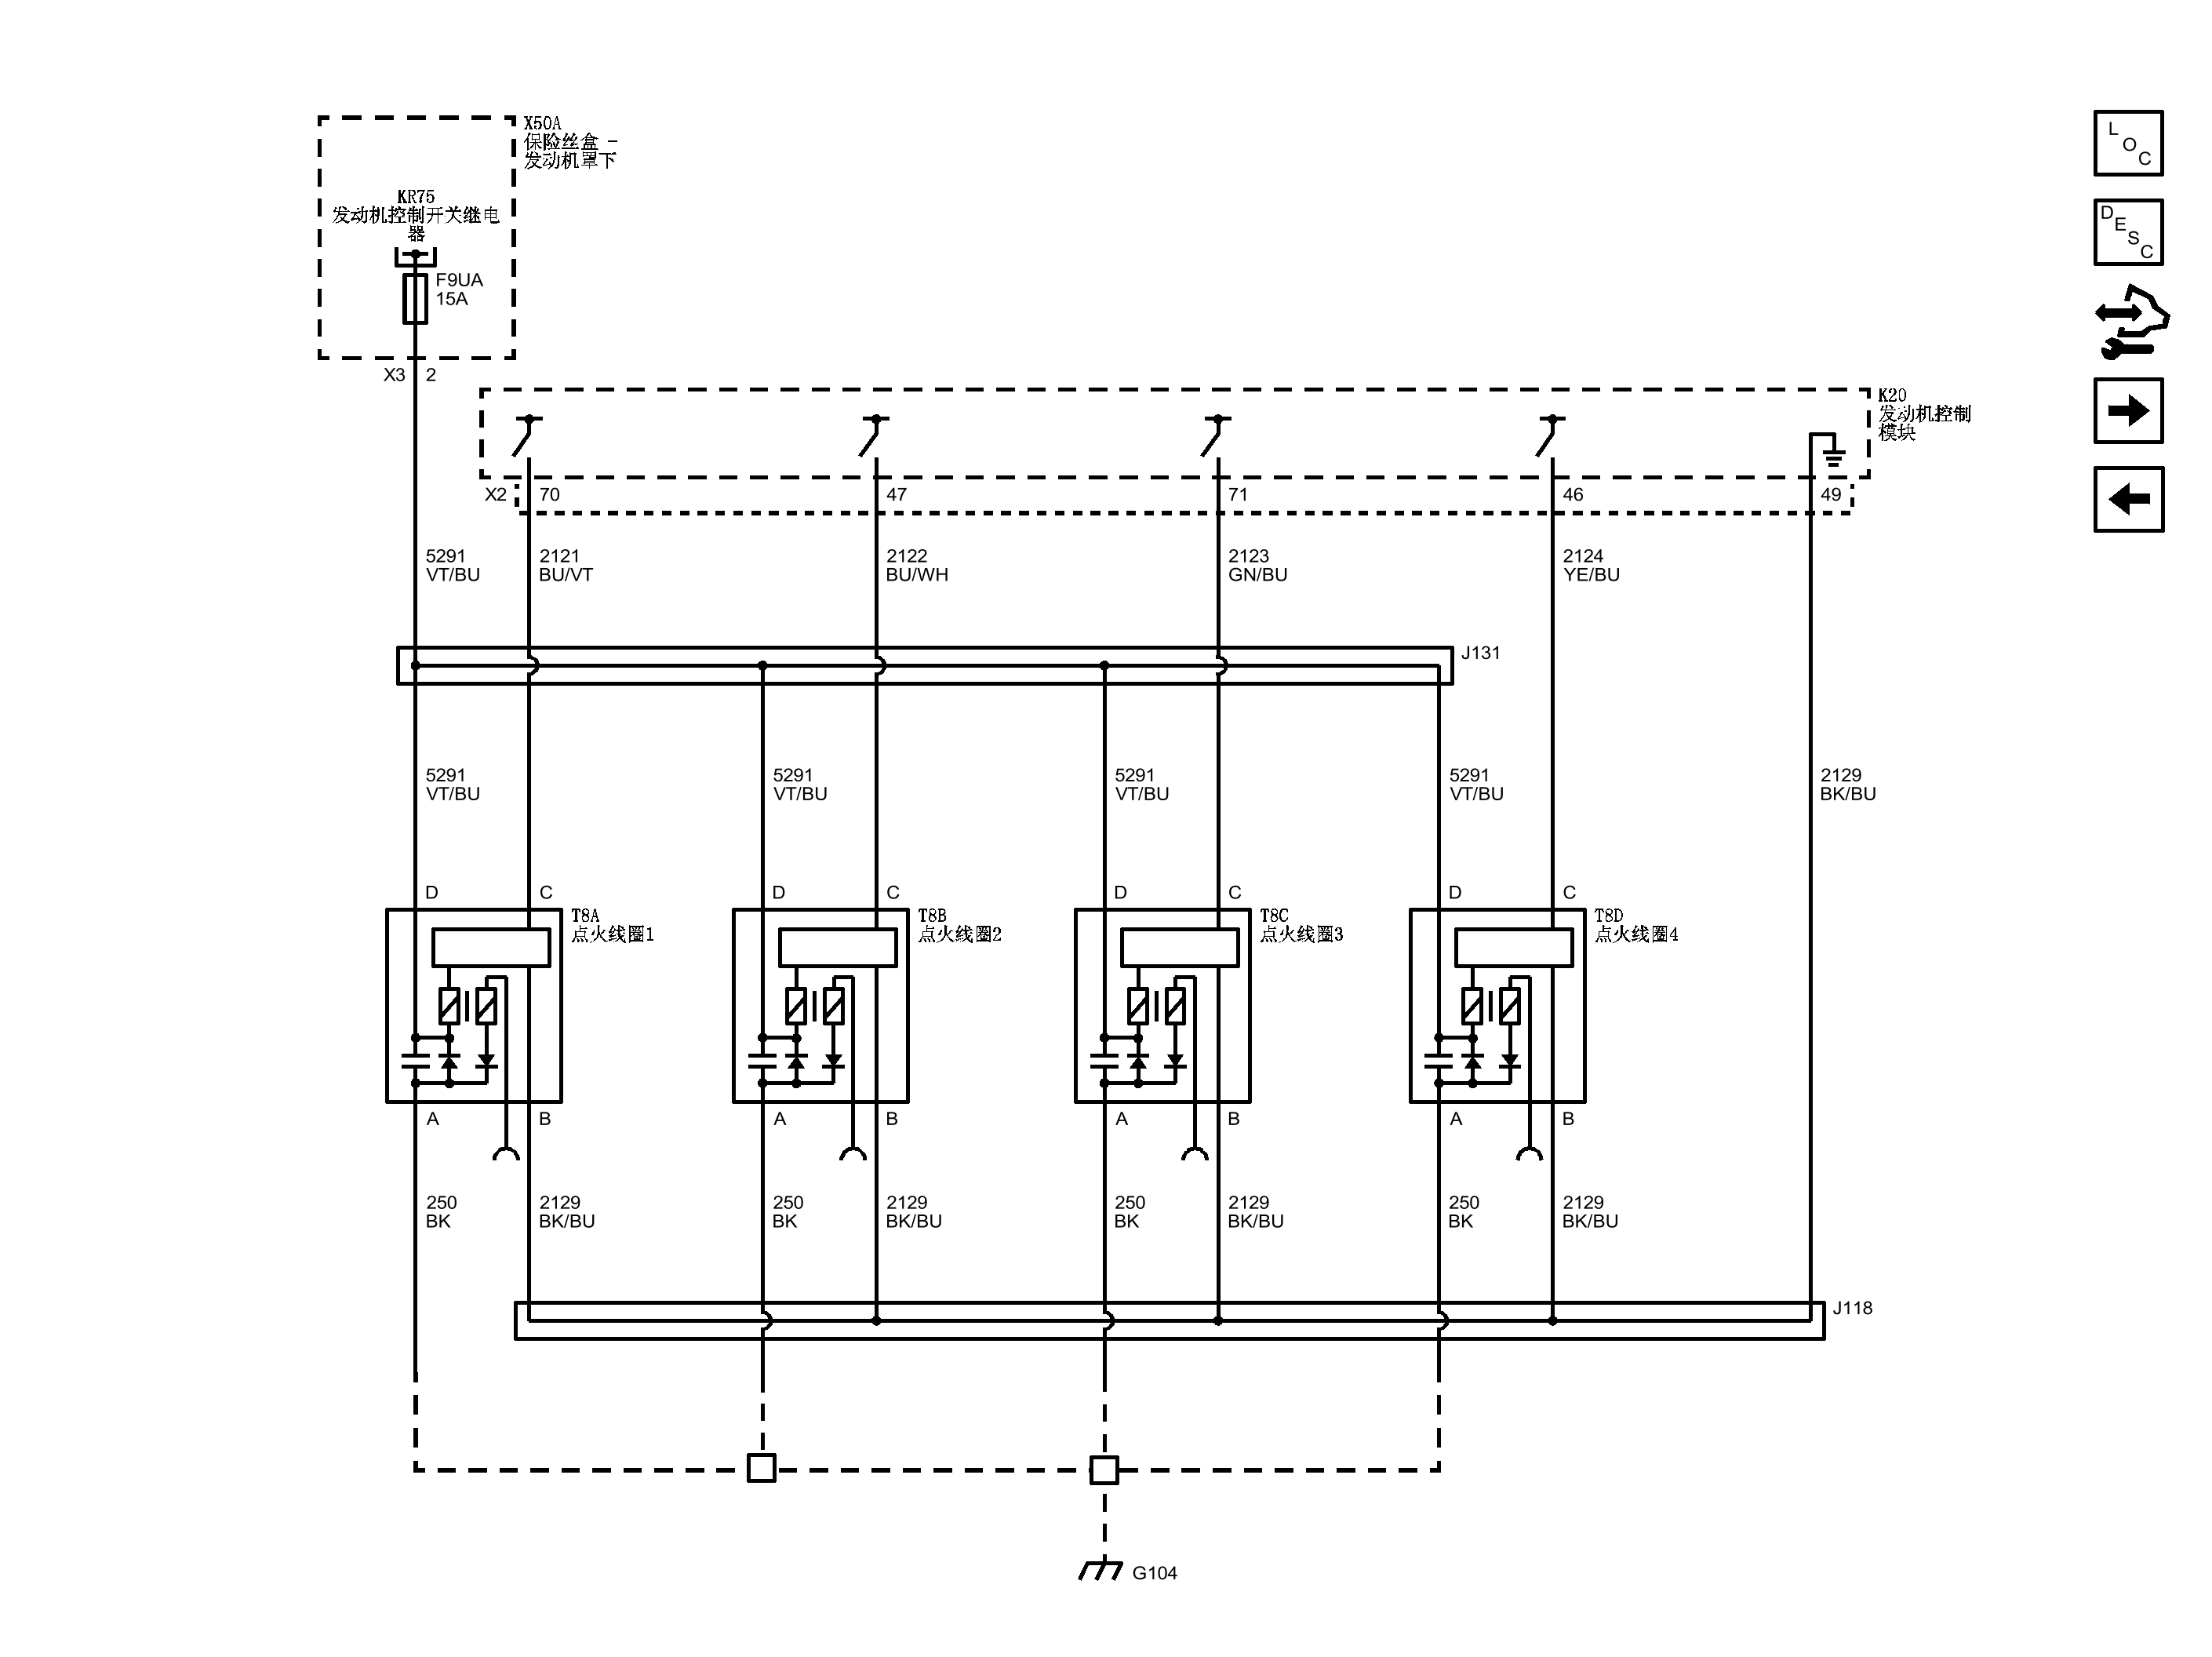 X50A
保险丝盒 -
发动机罩下
KR75
发动机控制开关继电
器
F9UA
15A
X3 2
K20
发动机控制
模块
X2 70 47 71 46 49
5291 2121 2122 2123 2124
VT/BU BU/VT BU/WH GN/BU YE/BU
J131
5291 5291 5291 5291 2129
VT/BU VT/BU VT/BU VT/BU BK/BU
D C D C D C D C
T8A T8B T8C T8D
点火线圈1 点火线圈2 点火线圈3 点火线圈4
A B A B A B A B
250 2129 250 2129 250 2129 250 2129
BK BK/BU BK BK/BU BK BK/BU BK BK/BU
J118
G104
LOC
DESC